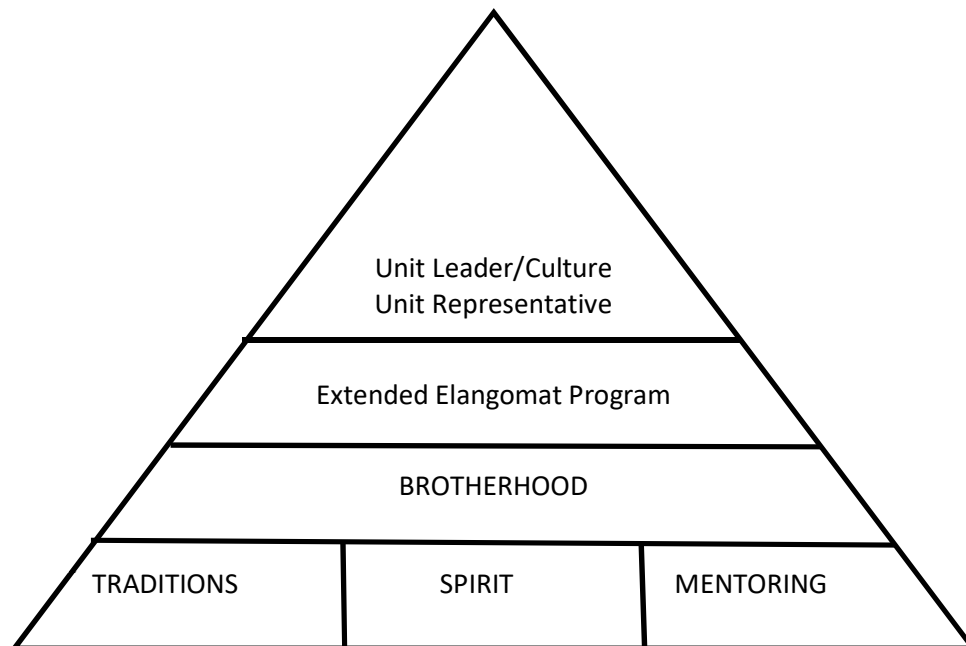 Unit Leader/Culture
Unit Representative
Extended Elangomat Program
BROTHERHOOD
TRADITIONS
SPIRIT
MENTORING